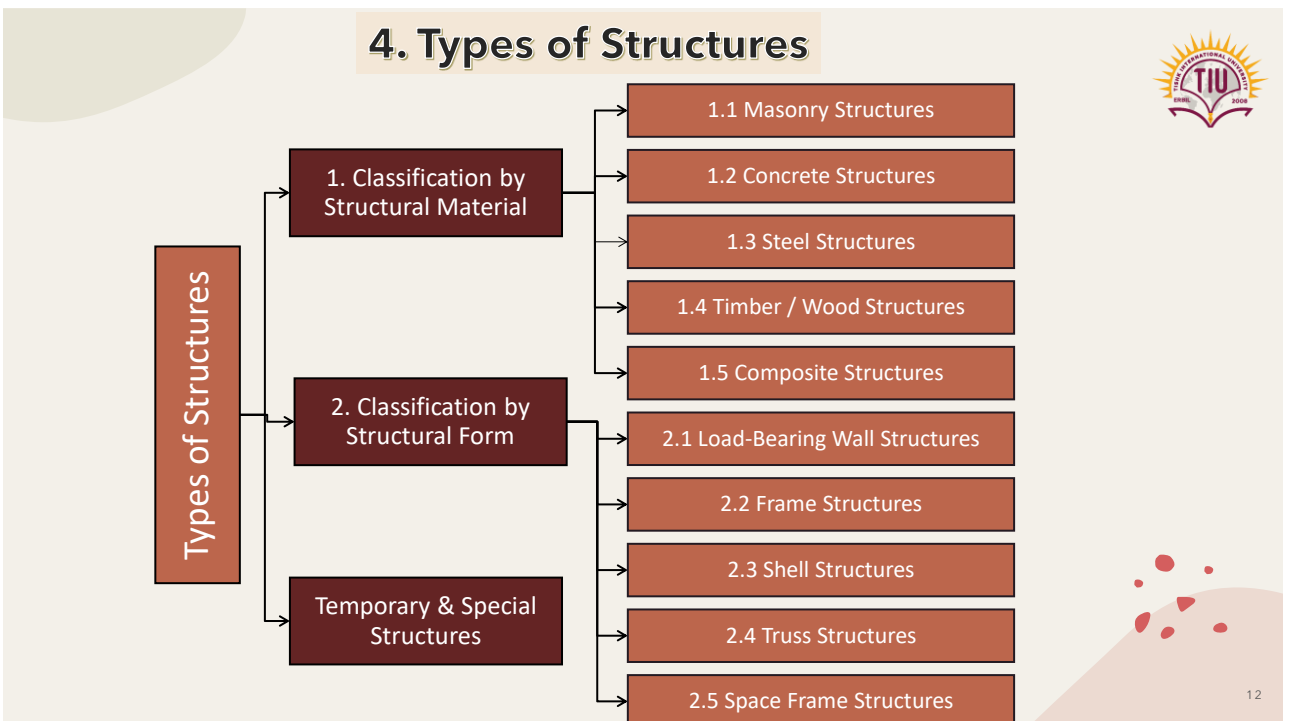 4. Types of Structures
TISHK INTERNATIONAL UNIVERSITY
TIU
ERBIL
2008
Types of Structures
1. Classification by
Structural Material
1.1 Masonry Structures
1.2 Concrete Structures
1.3 Steel Structures
1.4 Timber / Wood Structures
1.5 Composite Structures
2. Classification by
Structural Form
2.1 Load-Bearing Wall Structures
2.2 Frame Structures
2.3 Shell Structures
2.4 Truss Structures
2.5 Space Frame Structures
Temporary & Special
Structures
12